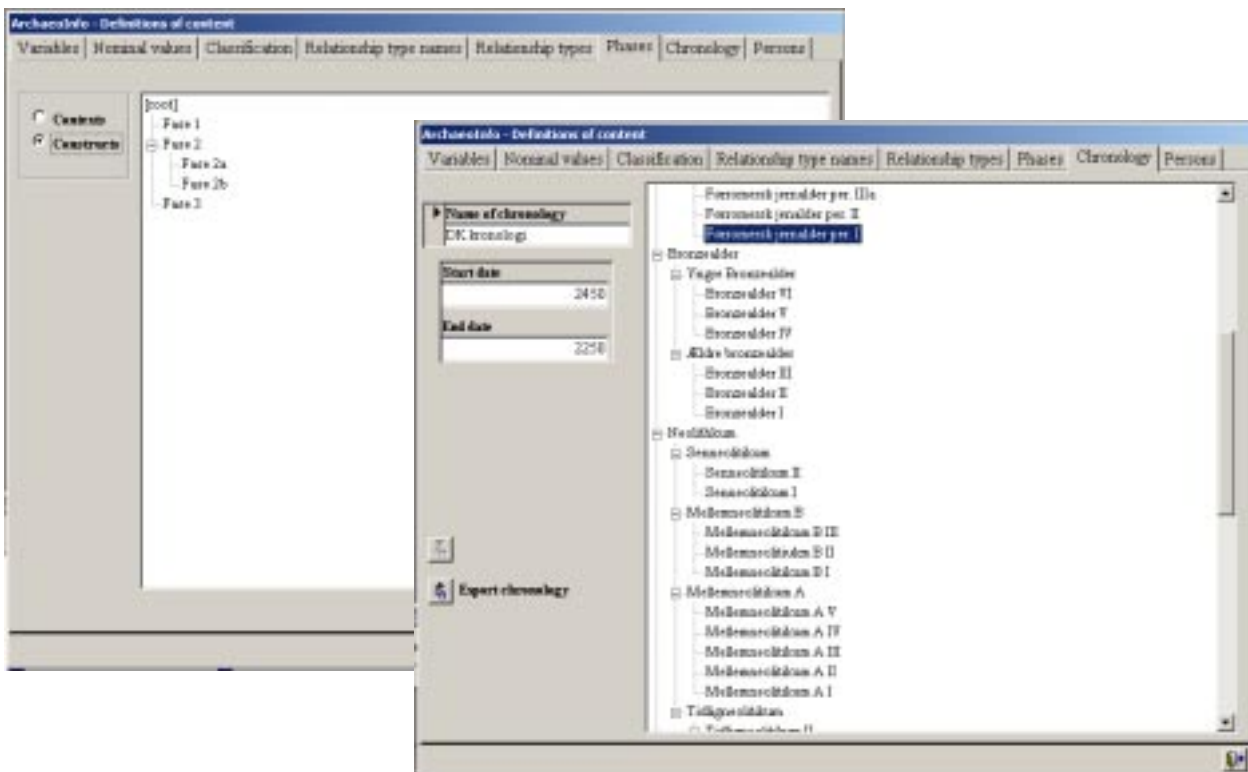 ArchaeoInfo - Definitions of content
Variables Nominal values Classification Relationship type names Relationship types Phases Chronology Persons
Contexts
Constructs
[root]
Fase 1
Fase 2
Fase 2a
Fase 2b
Fase 3
ArchaeoInfo - Definitions of content
Variables Nominal values Classification Relationship type names Relationship types Phases Chronology Persons
Name of chronology
DK kronologi
Start date
2450
End date
2250
Export chronology
Førromersk jernalder per. IIIa
Førromersk jernalder per. II
Førromersk jernalder per. I
Bronzealder
Yngre Bronzealder
Bronzealder VI
Bronzealder V
Bronzealder IV
Ældre bronzealder
Bronzealder III
Bronzealder II
Bronzealder I
Neolitikum
Senneolitikum
Senneolitikum II
Senneolitikum I
Mellemneolitikum B
Mellemneolitikum B III
B II
Mellemneolitikum B I
Mellemneolitikum A
Mellemneolitikum A V
Mellemneolitikum A IV
Mellemneolitikum A III
Mellemneolitikum A II
Mellemneolitikum A I